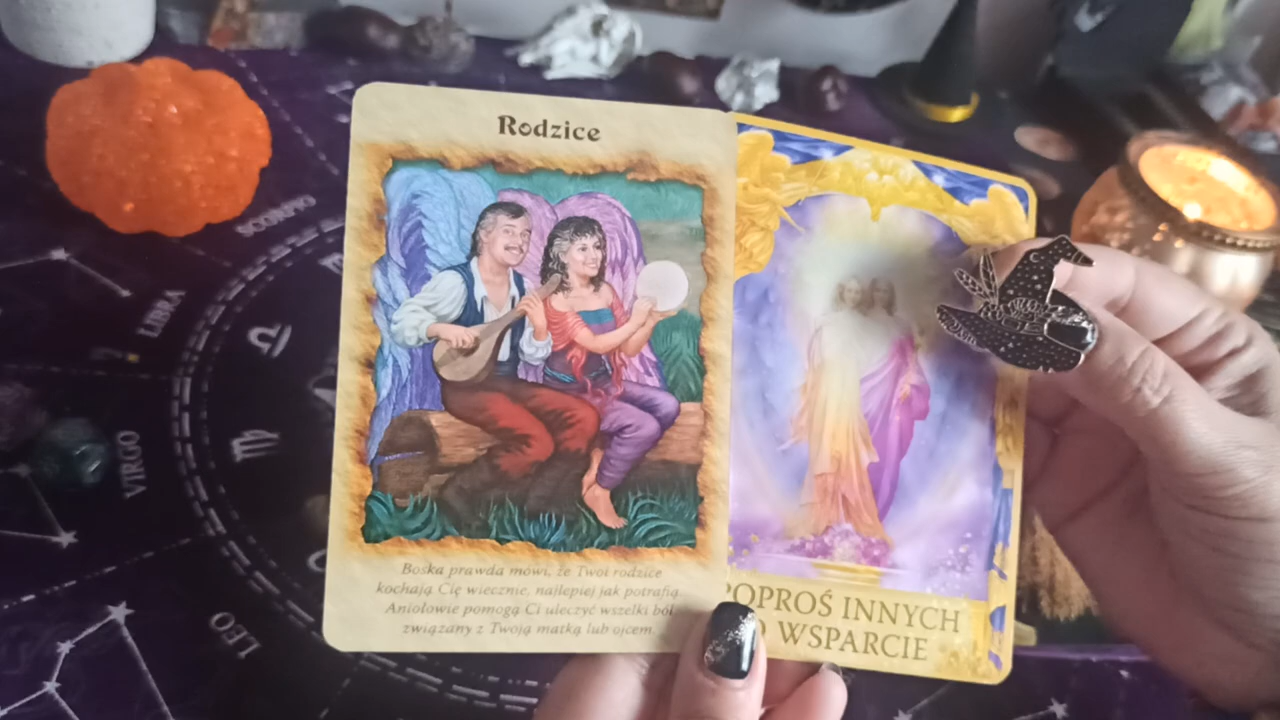 Rodzice
Boska prawda mówi, że Twoi rodzice
kochają Cię wiecznie, najlepiej jak potrafią.
Aniołowie pomogą Ci uleczyć wszelki ból
związany z Twoją matką lub ojcem.
POPROŚ INNYCH
O WSPARCIE
SCORPIO
LIBRA
VIRGO
LEO